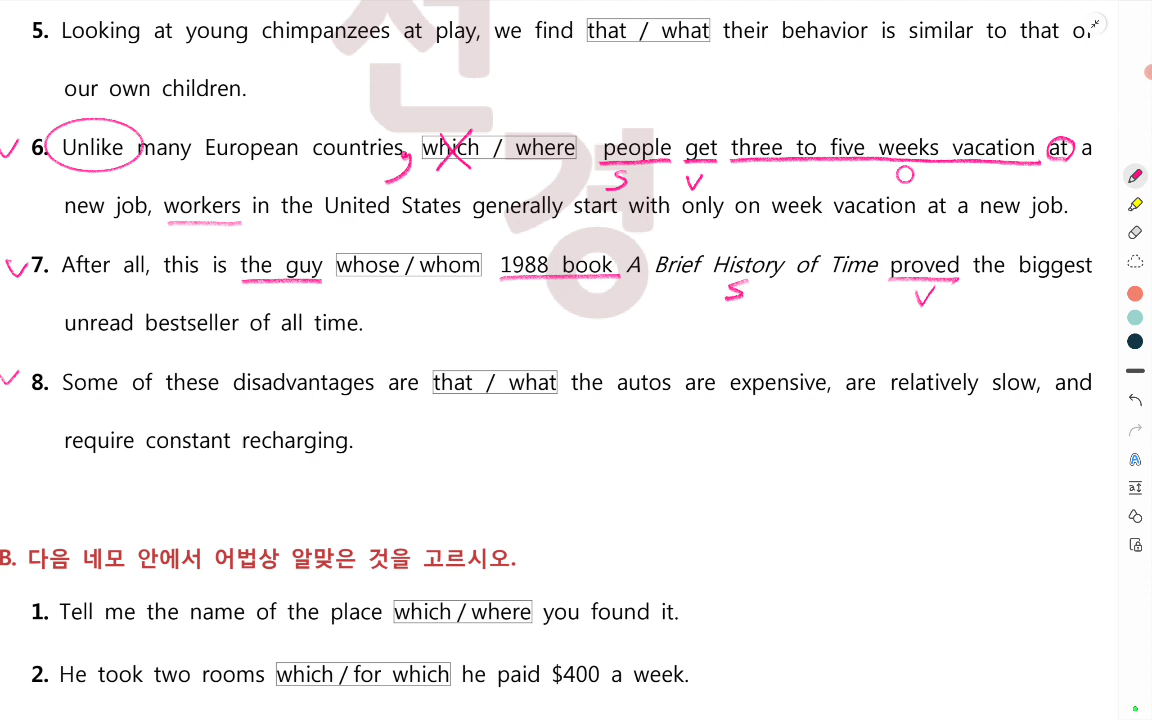 5. Looking at young chimpanzees at play, we find that / what their behavior is similar to that of
our own children.
6. Unlike many European countries, which / where people get three to five weeks vacation at a
S V O
new job, workers in the United States generally start with only on week vacation at a new job.
7. After all, this is the guy whose / whom 1988 book A Brief History of Time proved the biggest
S V
unread bestseller of all time.
8. Some of these disadvantages are that / what the autos are expensive, are relatively slow, and
require constant recharging.
B. 다음 네모 안에서 어법상 알맞은 것을 고르시오.
1. Tell me the name of the place which / where you found it.
2. He took two rooms which / for which he paid $400 a week.
선경